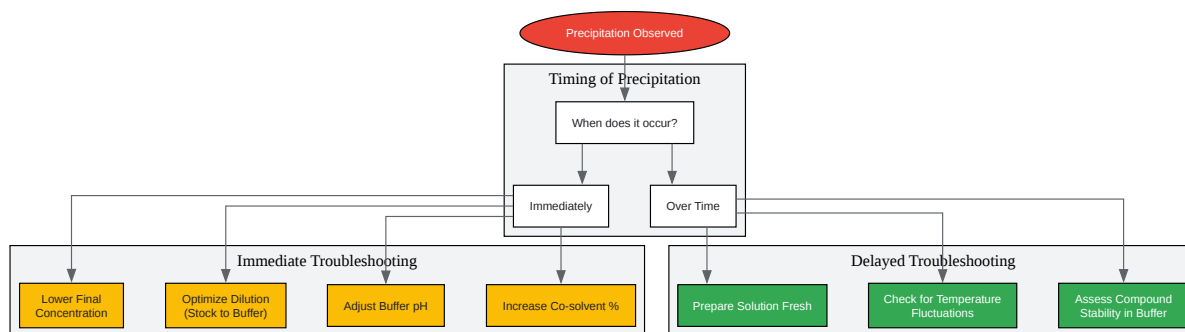 Precipitation Observed
Timing of Precipitation
When does it occur?
Immediately
Over Time
Immediate Troubleshooting
Delayed Troubleshooting
Lower Final
Concentration
Optimize Dilution
(Stock to Buffer)
Adjust Buffer pH
Increase Co-solvent %
Prepare Solution Fresh
Check for Temperature
Fluctuations
Assess Compound
Stability in Buffer